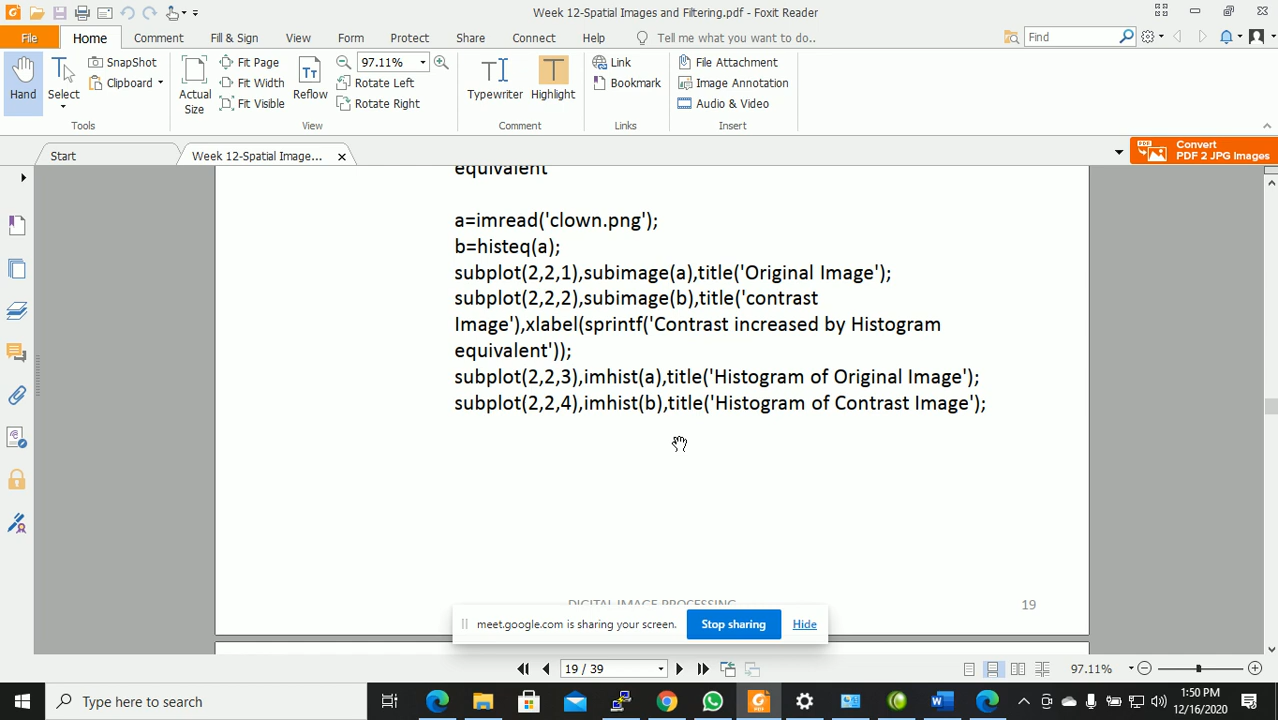 Week 12-Spatial Images and Filtering.pdf - Foxit Reader
File Home Comment Fill & Sign View Form Protect Share Connect Help Tell me what you want to do.. Find
Hand
Select
SnapShot
Clipboard
Tools
Actual Size
Fit Page
Fit Width
Fit Visible
Reflow
97.11%
Rotate Left
Rotate Right
View
Typewriter
Highlight
Comment
Link
Bookmark
Links
File Attachment
Image Annotation
Audio & Video
Insert
Start
Week 12-Spatial Image...
Convert
PDF 2 JPG Images
equivalent
a=imread('clown.png');
b=histeq(a);
subplot(2,2,1),subimage(a),title('Original Image');
subplot(2,2,2),subimage(b),title('contrast
Image'),xlabel(sprintf('Contrast increased by Histogram
equivalent'));
subplot(2,2,3),imhist(a),title('Histogram of Original Image');
subplot(2,2,4),imhist(b),title('Histogram of Contrast Image');
DIGITAL IMAGE PROCESSING 19
meet.google.com is sharing your screen. Stop sharing Hide
19 / 39 97.11%
Type here to search
1:50 PM
12/16/2020